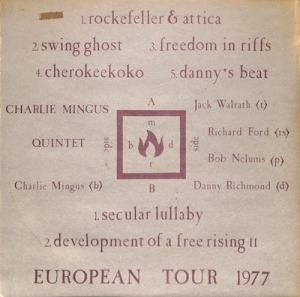 1. rockefeller & attica
2. swing ghost 3. freedom in riffs
4. cherokeekoko 5. danny's beat
CHARLIE MINGUS
QUINTET
Charlie Mingus (b)
A
side side
m
b d
r
B
Jack Walrath (t)
Richard Ford (ts)
Bob Nelums (p)
Danny Richmond (d)
1. secular lullaby
2. development of a free rising II
EUROPEAN TOUR 1977